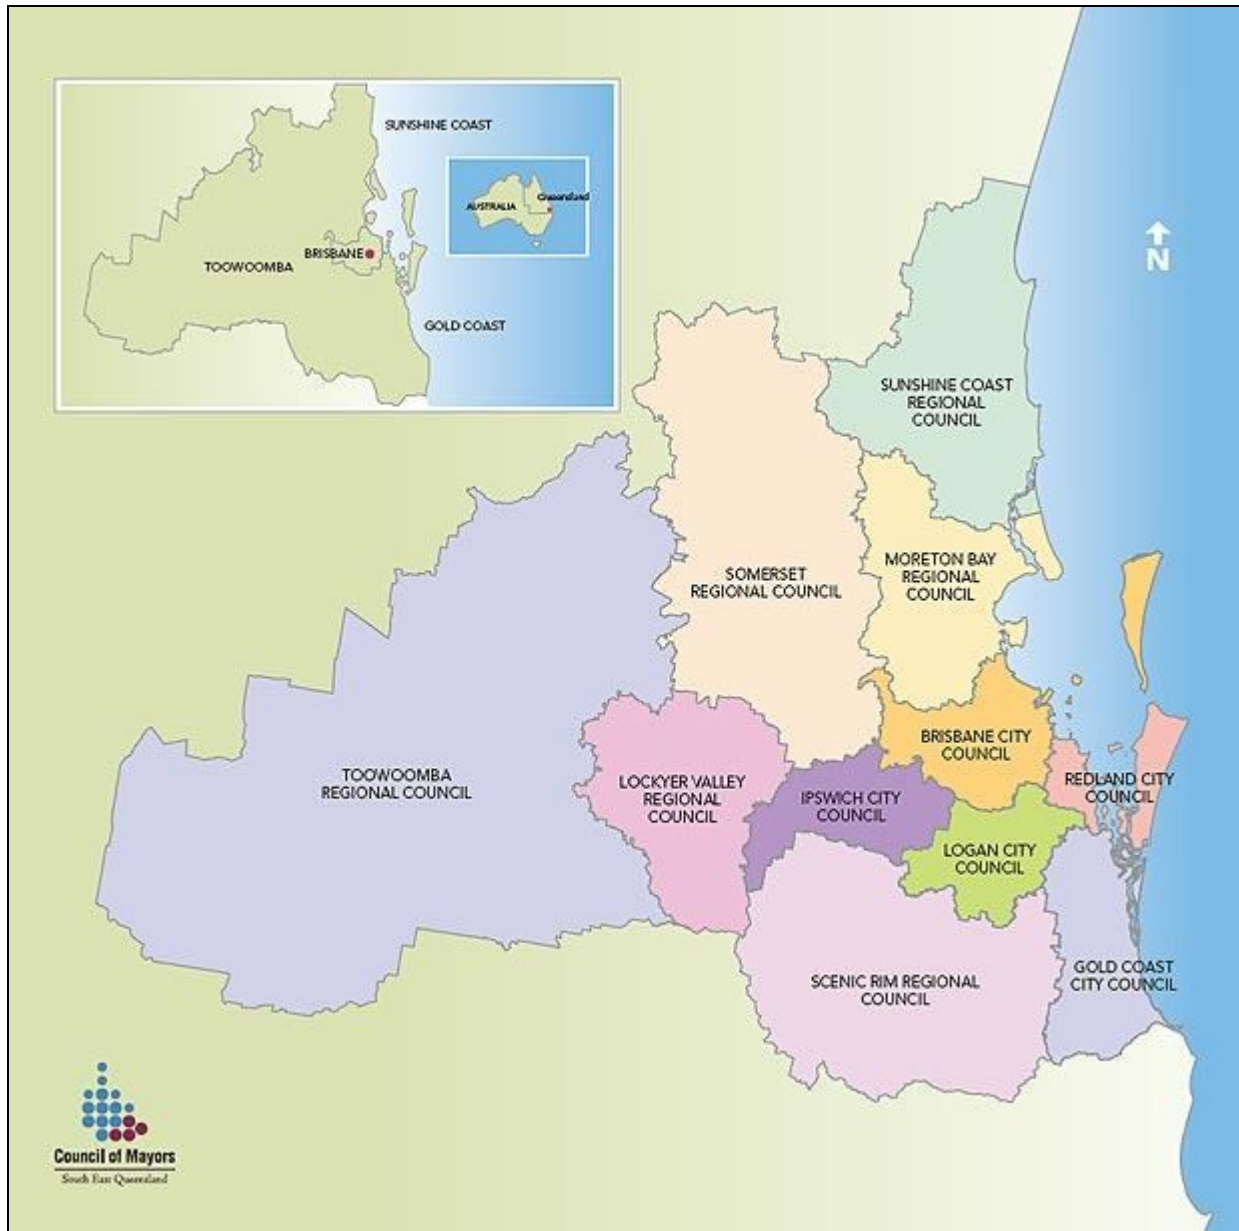 SUNSHINE COAST
AUSTRALIA
Queensland
BRISBANE
TOOWOOMBA
GOLD COAST
N
SUNSHINE COAST
REGIONAL
COUNCIL
SOMERSET
REGIONAL COUNCIL
MORETON BAY
REGIONAL
COUNCIL
BRISBANE CITY
COUNCIL
TOOWOOMBA
REGIONAL COUNCIL
LOCKYER VALLEY
REGIONAL
COUNCIL
IPSWICH CITY
COUNCIL
REDLAND CITY
COUNCIL
LOGAN CITY
COUNCIL
SCENIC RIM REGIONAL
COUNCIL
GOLD COAST
CITY COUNCIL
Council of Mayors
South East Queensland